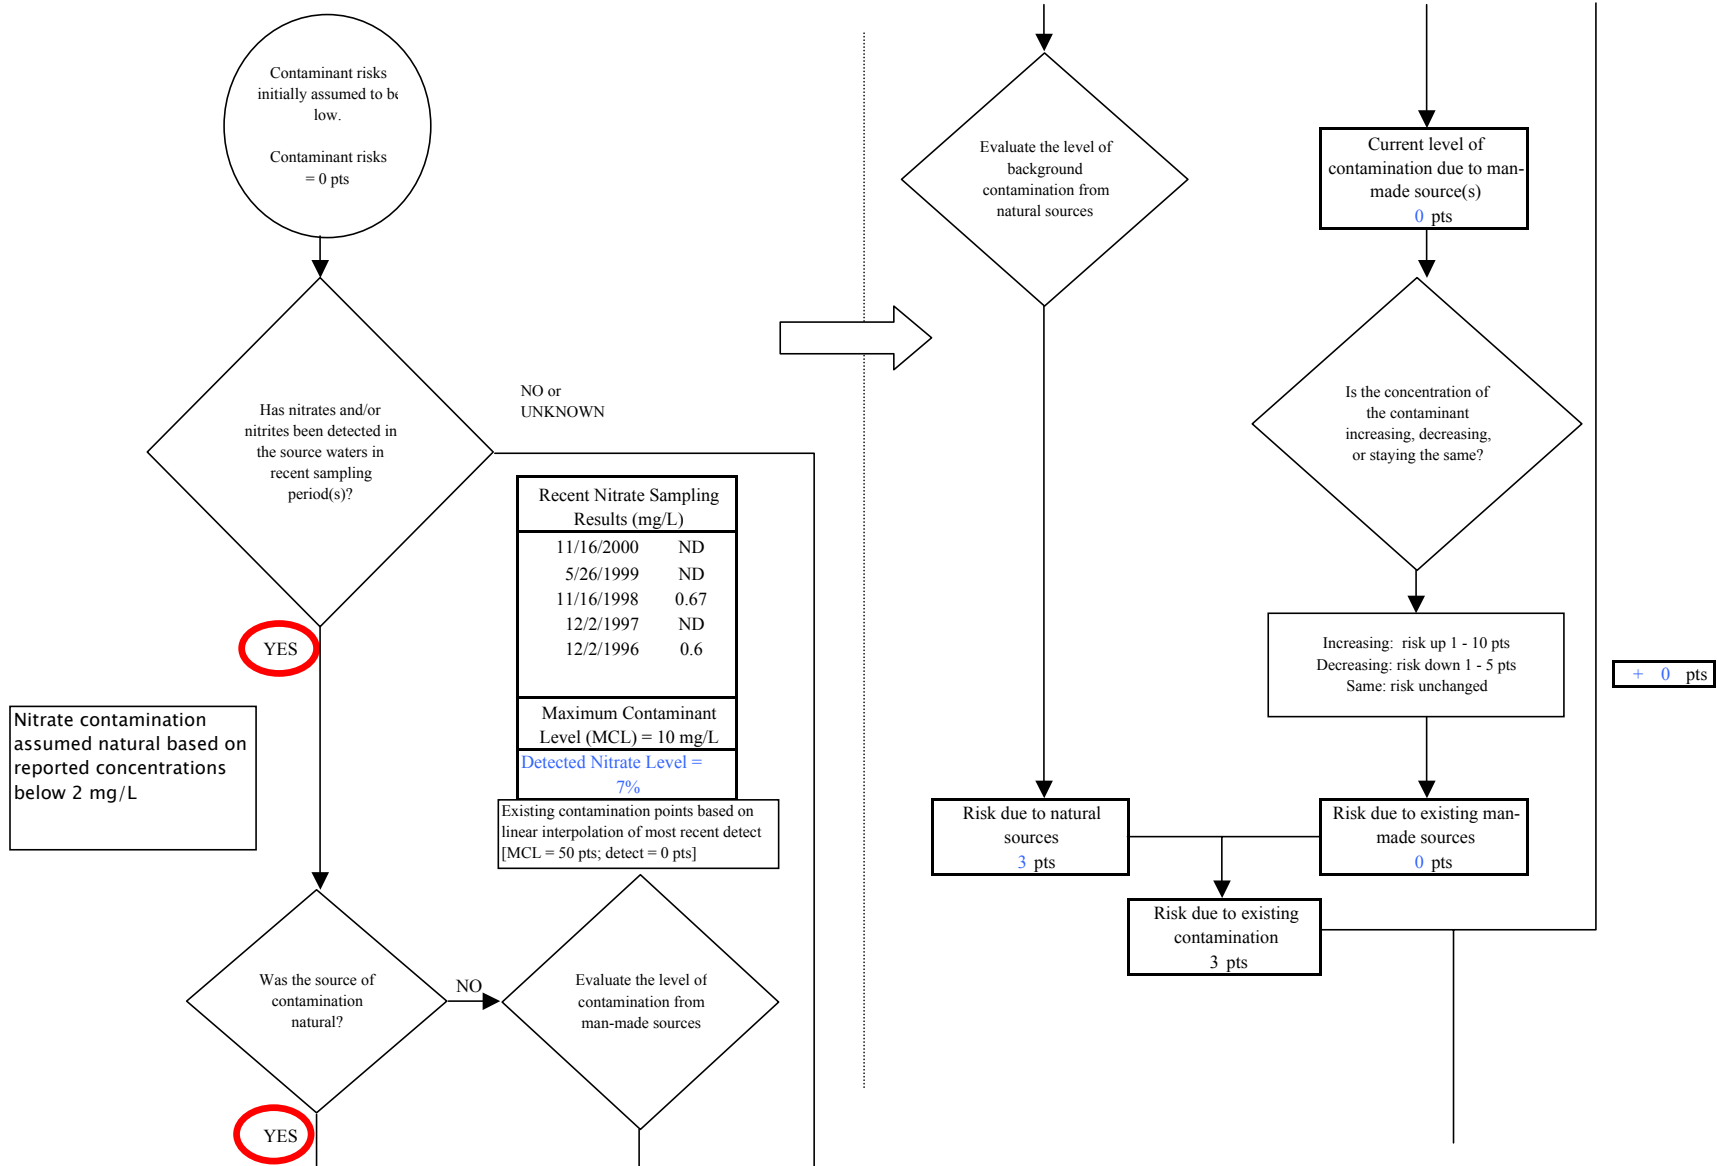 Contaminant risks
initially assumed to be
low.
Contaminant risks
= 0 pts
Has nitrates and/or
nitrites been detected in
the source waters in
recent sampling
period(s)?
NO or
UNKNOWN
YES
Recent Nitrate Sampling
Results (mg/L)
11/16/2000 ND
5/26/1999 ND
11/16/1998 0.67
12/2/1997 ND
12/2/1996 0.6
Maximum Contaminant
Level (MCL) = 10 mg/L
Detected Nitrate Level =
7%
Existing contamination points based on
linear interpolation of most recent detect
[MCL = 50 pts; detect = 0 pts]
Nitrate contamination
assumed natural based on
reported concentrations
below 2 mg/L
Was the source of
contamination
natural?
NO
Evaluate the level of
contamination from
man-made sources
YES
Evaluate the level of
background
contamination from
natural sources
Current level of
contamination due to man-
made source(s)
0 pts
Is the concentration of
the contaminant
increasing, decreasing,
or staying the same?
Increasing: risk up 1 - 10 pts
Decreasing: risk down 1 - 5 pts
Same: risk unchanged
+ 0 pts
Risk due to natural
sources
3 pts
Risk due to existing man-
made sources
0 pts
Risk due to existing
contamination
3 pts